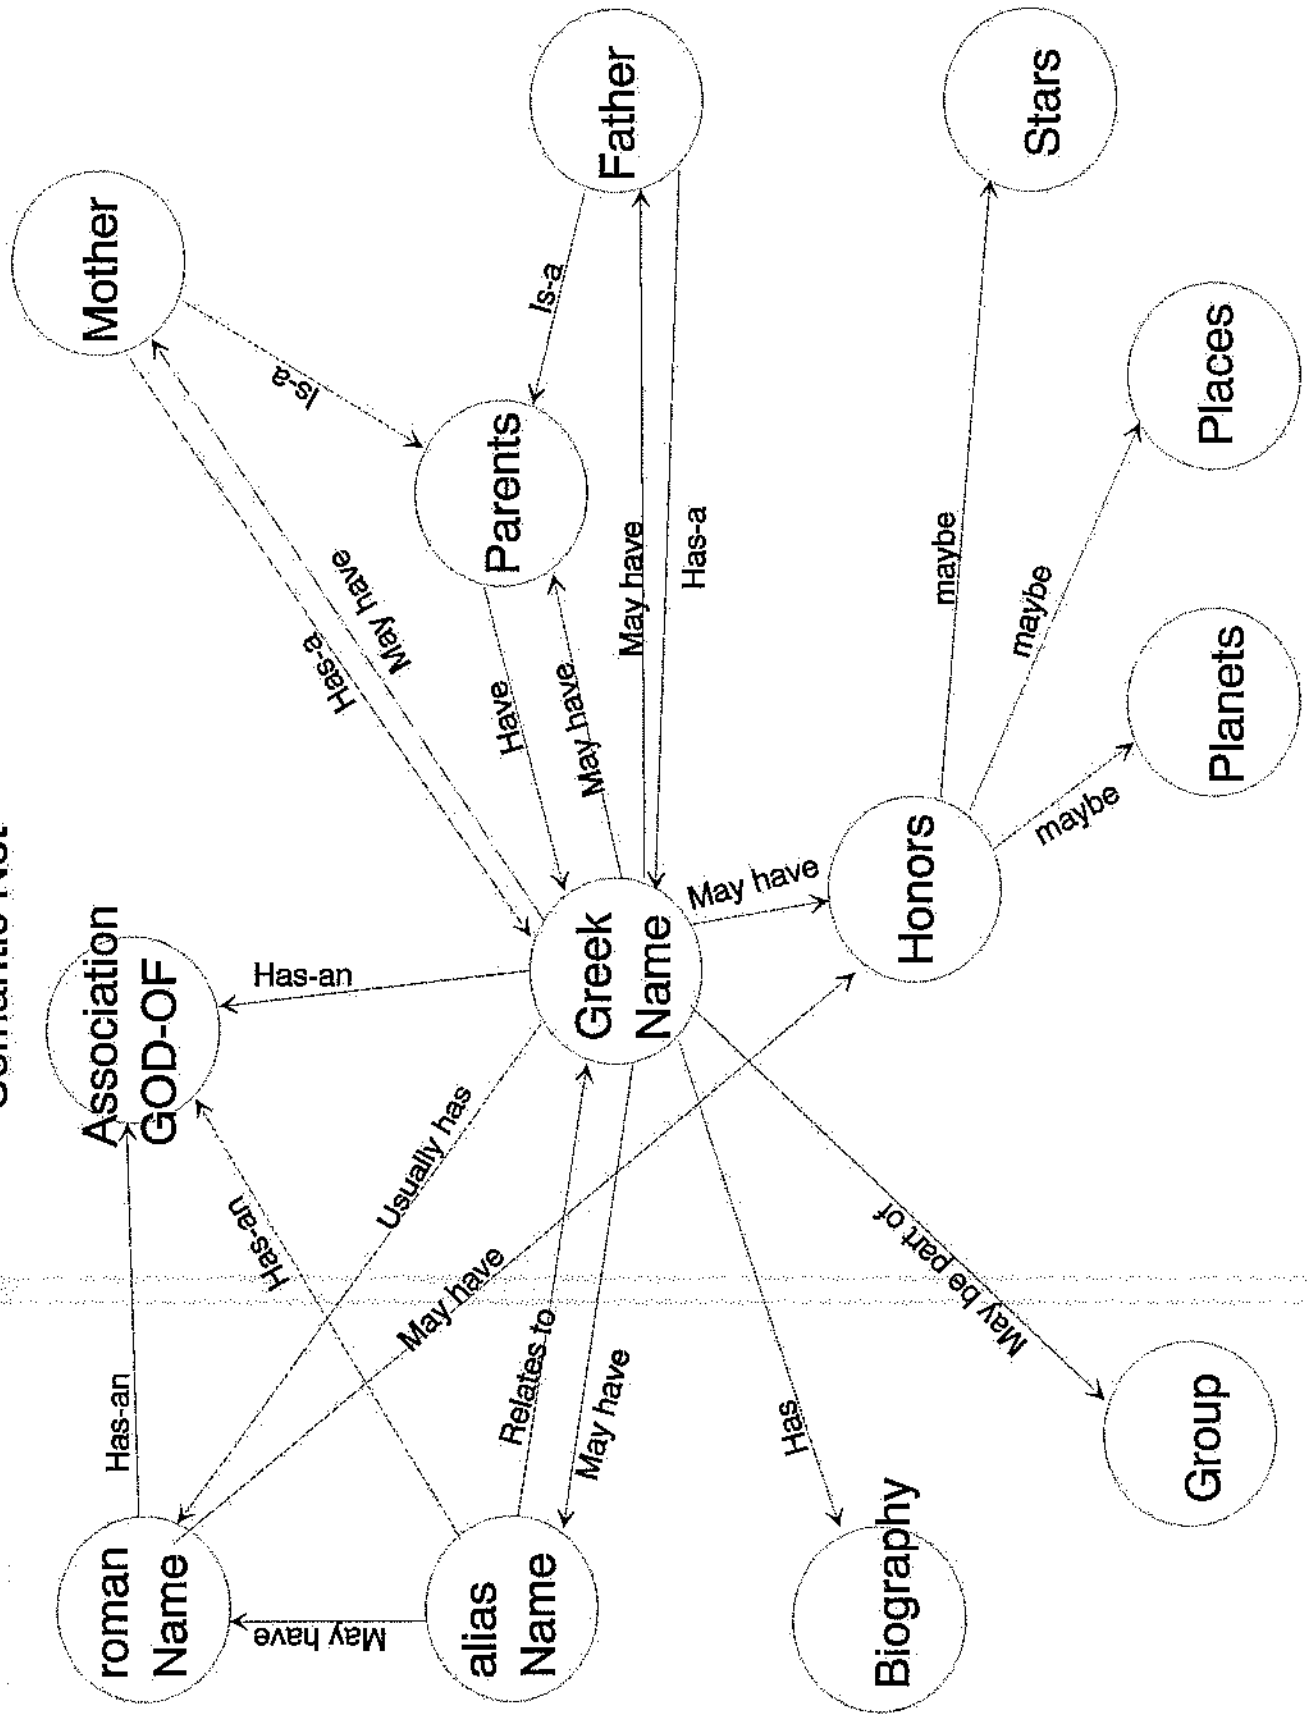 Semantic Net
roman
Name
Association
GOD-OF
Mother
Has-an
Has-an
Has-an
Usually has
Has-a
May have
Is-a
May have
alias
Name
Relates to
May have
May have
Greek
Name
Have
May have
Parents
Is-a
Father
May have
Has-a
May have
Biography
Has
May be part of
Honors
maybe
maybe
maybe
Stars
Group
Planets
Places